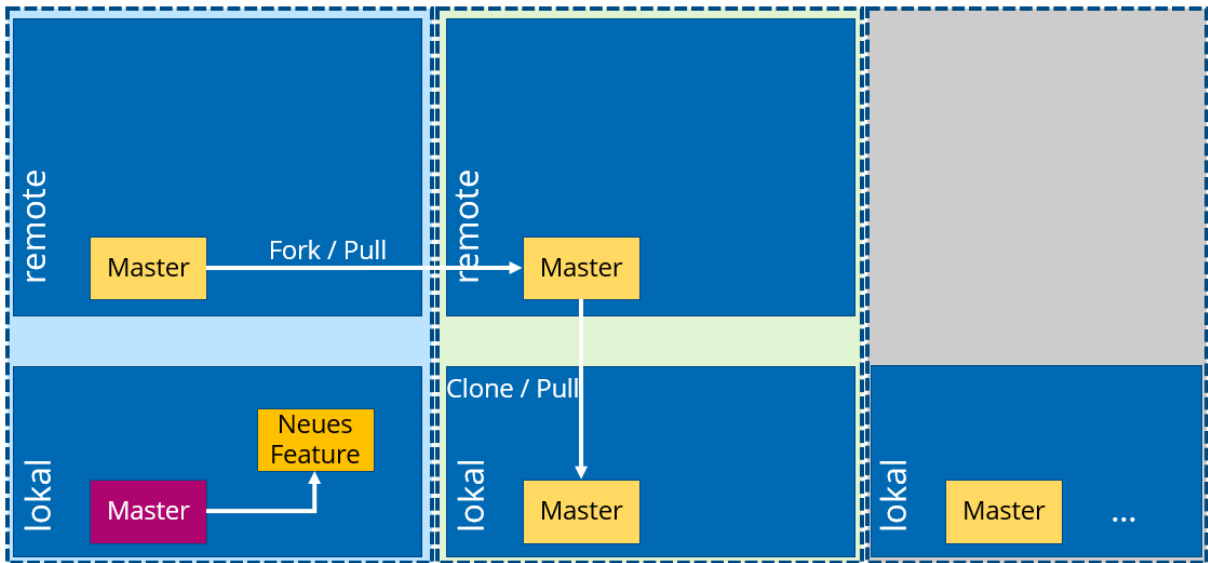 remote
Master
Fork / Pull
remote
Master
lokal
Neues
Feature
Master
Clone / Pull
lokal
Master
lokal
Master
...